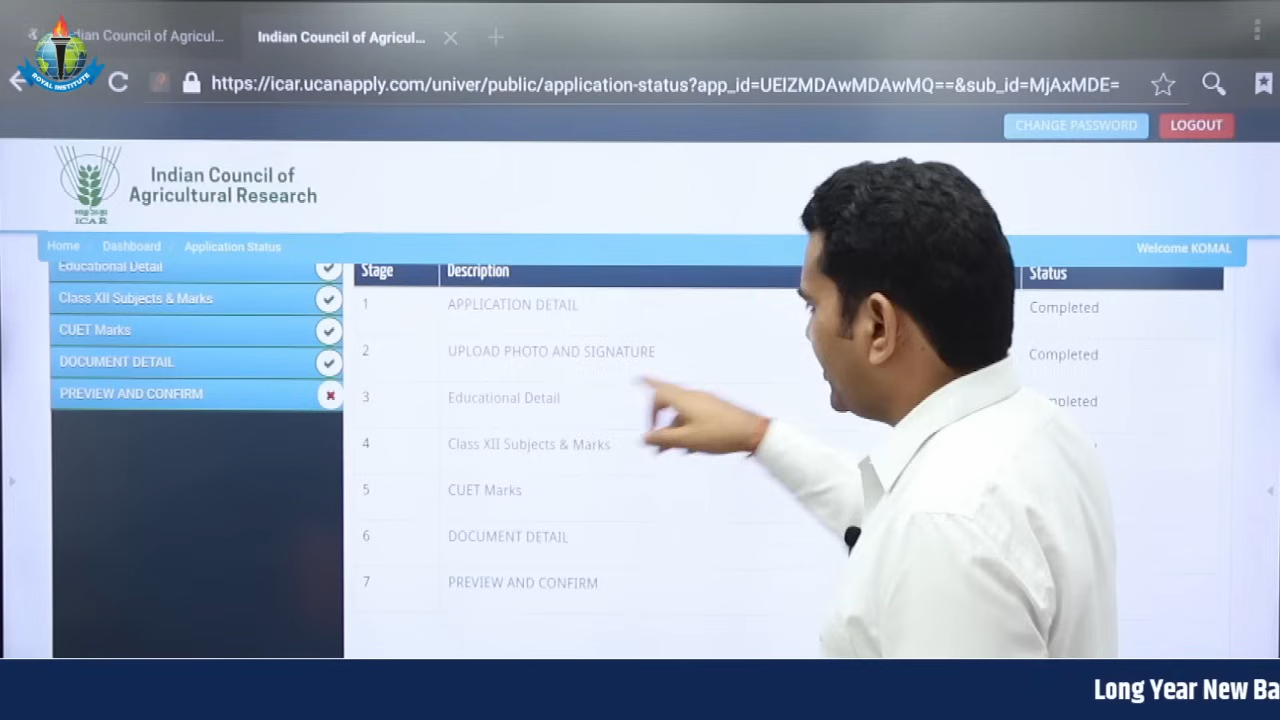 Indian Council of Agricul...
Indian Council of Agricul...
ROYAL INSTITUTE
https://icar.ucanapply.com/univer/public/application-status?app_id=UElZMDAwMDAwMQ==&sub_id=MjAxMDE=
CHANGE PASSWORD
LOGOUT
Indian Council of
Agricultural Research
ICAR
Home / Dashboard / Application Status
Welcome KOMAL
Educational Detail
Class XII Subjects & Marks
CUET Marks
DOCUMENT DETAIL
PREVIEW AND CONFIRM
Stage Description Status
1 APPLICATION DETAIL Completed
2 UPLOAD PHOTO AND SIGNATURE Completed
3 Educational Detail
4 Class XII Subjects & Marks
5 CUET Marks
6 DOCUMENT DETAIL
7 PREVIEW AND CONFIRM
Long Year New Ba